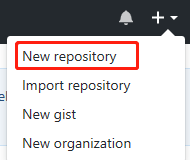 New repository
Import repository
New gist
New organization